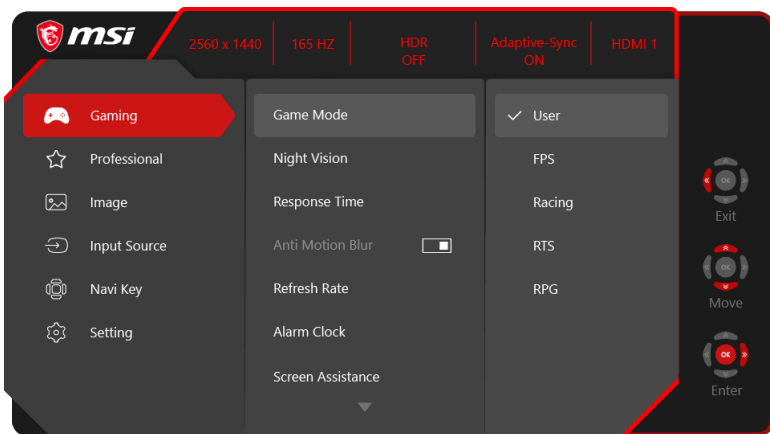 msi
2560 x 1440
165 HZ
HDR
OFF
Adaptive-Sync
ON
HDMI 1
Gaming
Professional
Image
Input Source
Navi Key
Setting
Game Mode
Night Vision
Response Time
Anti Motion Blur
Refresh Rate
Alarm Clock
Screen Assistance
User
FPS
Racing
RTS
RPG
OK
Exit
OK
Move
OK
Enter